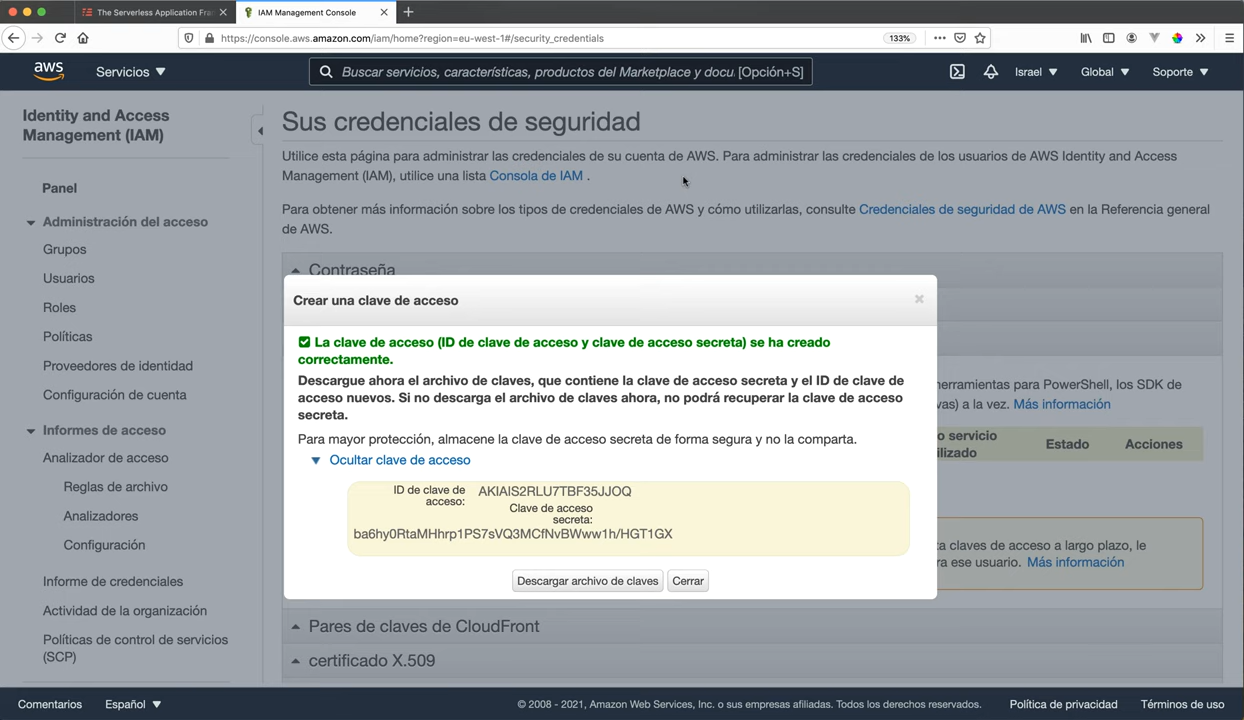 The Serverless Application Fra
IAM Management Console
https://console.aws.amazon.com/iam/home?region=eu-west-1#/security_credentials
133%
aws
Servicios
Buscar servicios, características, productos del Marketplace y docu
[Opción+S]
Israel
Global
Soporte
Identity and Access
Management (IAM)
Panel
Administración del acceso
Grupos
Usuarios
Roles
Políticas
Proveedores de identidad
Configuración de cuenta
Informes de acceso
Analizador de acceso
Reglas de archivo
Analizadores
Configuración
Informe de credenciales
Actividad de la organización
Políticas de control de servicios
(SCP)
Sus credenciales de seguridad
Utilice esta página para administrar las credenciales de su cuenta de AWS. Para administrar las credenciales de los usuarios de AWS Identity and Access
Management (IAM), utilice una lista Consola de IAM .
Para obtener más información sobre los tipos de credenciales de AWS y cómo utilizarlas, consulte Credenciales de seguridad de AWS en la Referencia general
de AWS.
Contraseña
Crear una clave de acceso
×
La clave de acceso (ID de clave de acceso y clave de acceso secreta) se ha creado
correctamente.
Descargue ahora el archivo de claves, que contiene la clave de acceso secreta y el ID de clave de
acceso nuevos. Si no descarga el archivo de claves ahora, no podrá recuperar la clave de acceso
secreta.
Para mayor protección, almacene la clave de acceso secreta de forma segura y no la comparta.
Ocultar clave de acceso
ID de clave de
acceso:
AKIAIS2RLU7TBF35JJOQ
Clave de acceso
secreta:
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
Descargar archivo de claves
Cerrar
herramientas para PowerShell, los SDK de
vas) a la vez. Más información
o servicio
ilizado
Estado
Acciones
ta claves de acceso a largo plazo, le
ra ese usuario. Más información
Pares de claves de CloudFront
certificado X.509
Comentarios
Español
© 2008 - 2021, Amazon Web Services, Inc. o sus empresas afiliadas. Todos los derechos reservados.
Política de privacidad
Términos de uso